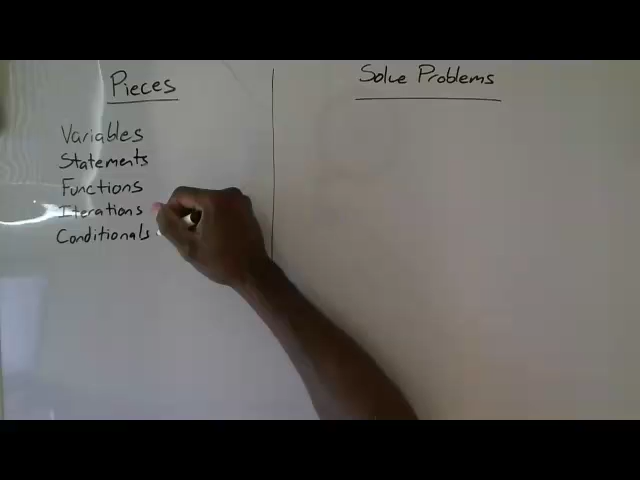 Pieces
Variables
Statements
Functions
Iterations
Conditionals
Solve Problems